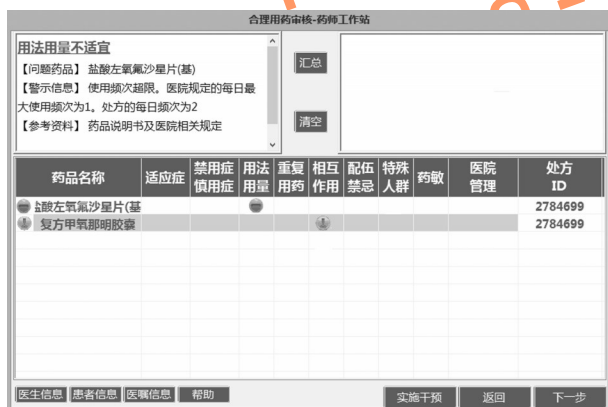 合理用药审核-药师工作站
用法用量不适宜
【问题药品】 盐酸左氧氟沙星片(基)
【警示信息】 使用频次超限。医院规定的每日最
大使用频次为1。处方的每日频次为2
【参考资料】 药品说明书及医院相关规定
汇总
清空
药品名称 适应症 禁用症慎用症 用法用量 重复用药 相互作用 配伍禁忌 特殊人群 药敏 医院管理 处方ID
盐酸左氧氟沙星片(基 2784699
复方甲氧那明胶囊 2784699
医生信息 患者信息 医嘱信息 帮助 实施干预 返回 下一步